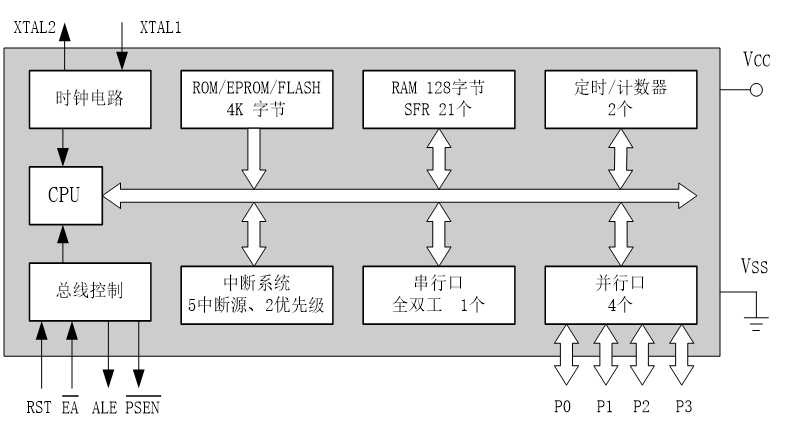 XTAL2
XTAL1
时钟电路
ROM/EPROM/FLASH
4K 字节
RAM 128字节
SFR 21个
定时/计数器
2个
VCC
CPU
总线控制
中断系统
5中断源、2优先级
串行口
全双工 1个
并行口
4个
VSS
RST
EA
ALE
PSEN
P0
P1
P2
P3